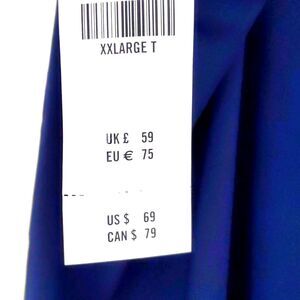 XXLARGE T
UK £ 59
EU € 75
US $ 69
CAN $ 79